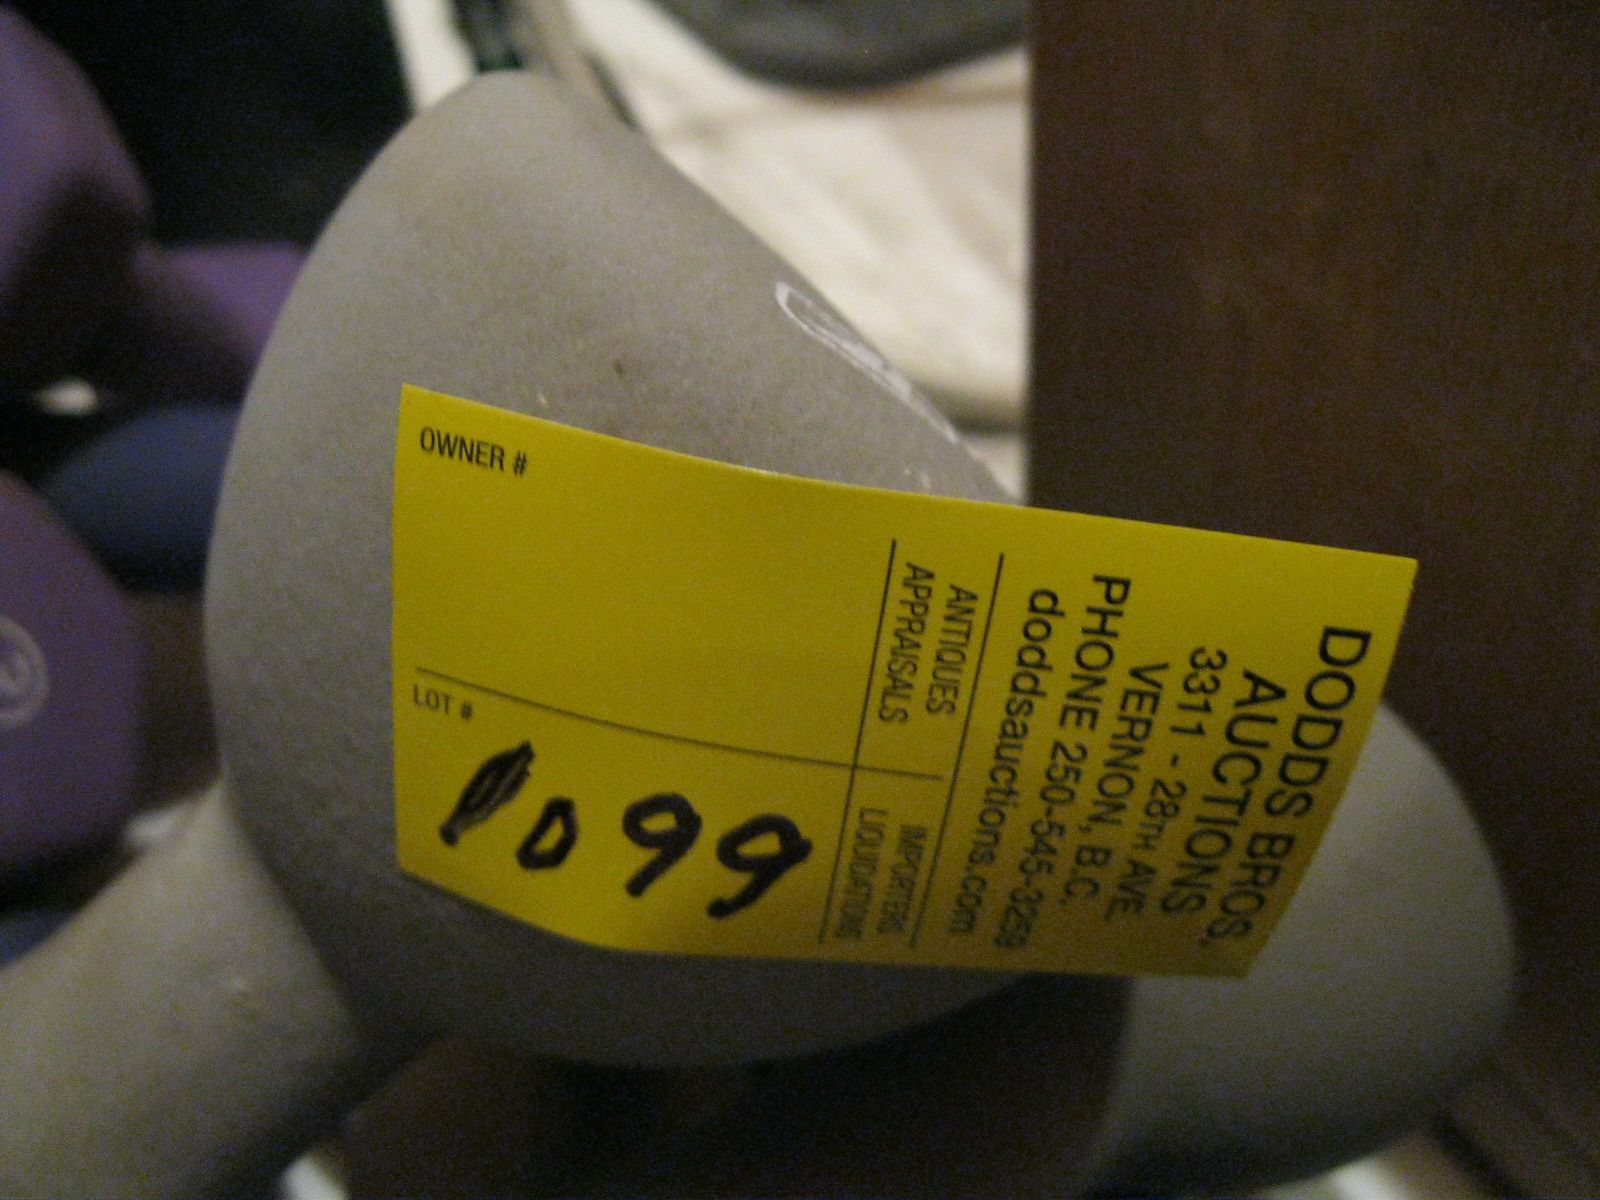 DODDS BROS.
AUCTIONS
3311 - 28TH AVE.
VERNON, B.C.
PHONE 250-545-3259
doddsauctions.com
ANTIQUES
APPRAISALS
IMPORTERS
LIQUIDATIONS
OWNER #
LOT #
1099